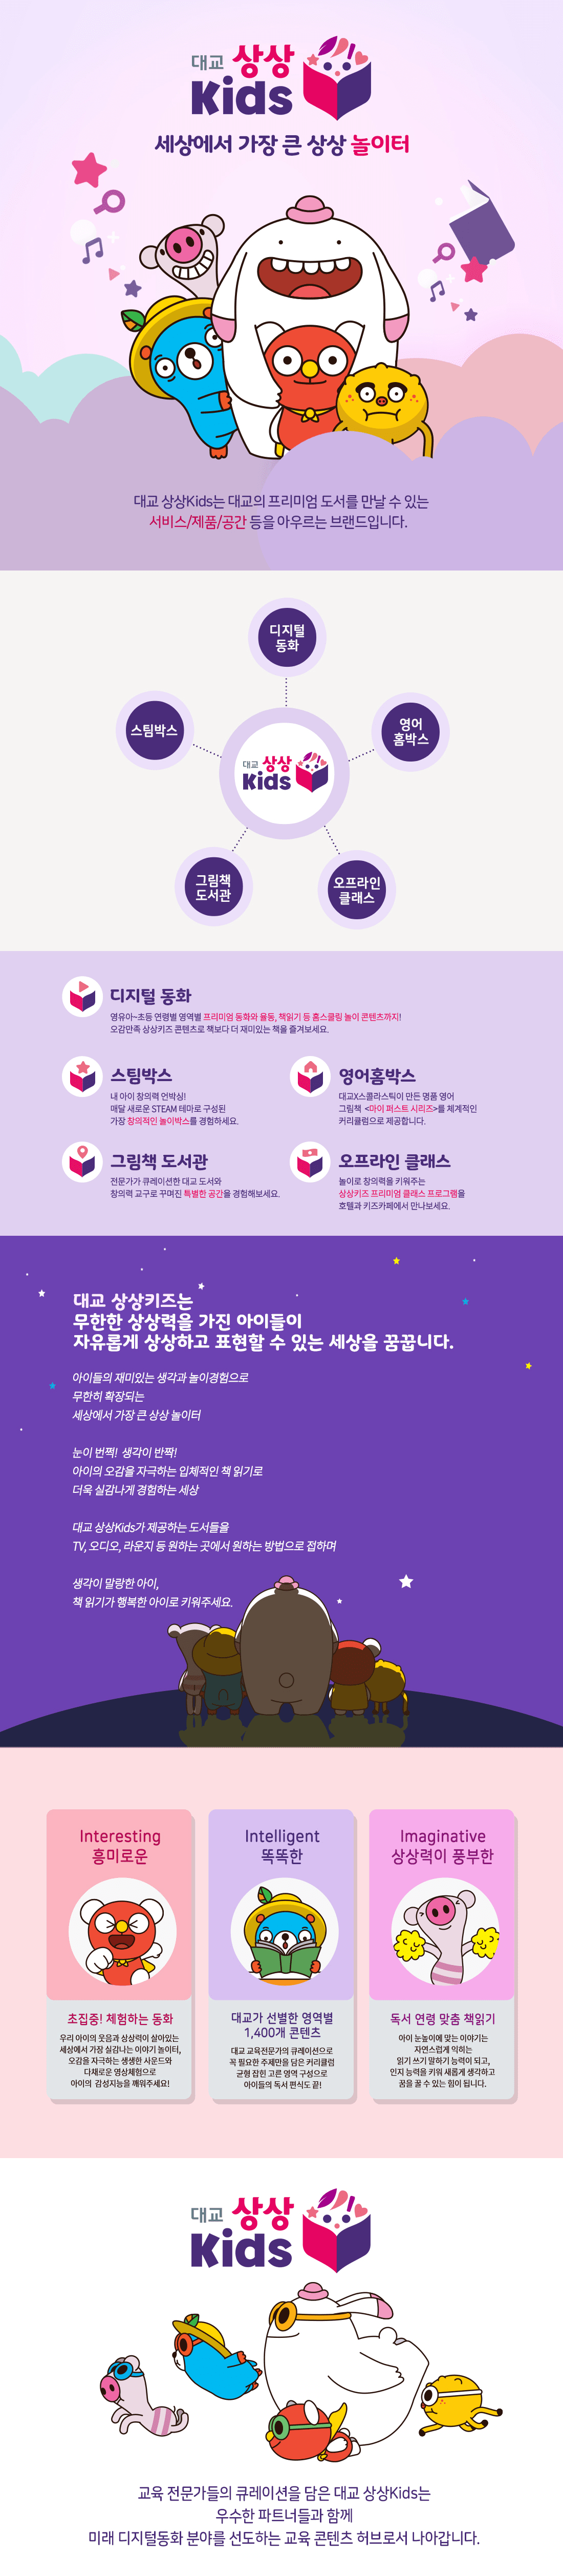 대교 상상
Kids
세상에서 가장 큰 상상 놀이터
대교 상상Kids는 대교의 프리미엄 도서를 만날 수 있는
서비스/제품/공간 등을 아우르는 브랜드입니다.
디지털
동화
스팀박스
영어
홈박스
대교 상상
Kids
그림책
도서관
오프라인
클래스
디지털 동화
영유아~초등 연령별 영역별 프리미엄 동화와 율동, 책읽기 등 홈스쿨링 놀이 콘텐츠까지!
오감만족 상상키즈 콘텐츠로 책보다 더 재미있는 책을 즐겨보세요.
스팀박스
내 아이 창의력 언박싱!
매달 새로운 STEAM 테마로 구성된
가장 창의적인 놀이박스를 경험하세요.
영어홈박스
대교X스콜라스틱이 만든 명품 영어
그림책 <마이 퍼스트 시리즈>를 체계적인
커리큘럼으로 제공합니다.
그림책 도서관
전문가가 큐레이션한 대교 도서와
창의력 교구로 꾸며진 특별한 공간을 경험해보세요.
오프라인 클래스
놀이로 창의력을 키워주는
상상키즈 프리미엄 클래스 프로그램을
호텔과 키즈카페에서 만나보세요.
대교 상상키즈는
무한한 상상력을 가진 아이들이
자유롭게 상상하고 표현할 수 있는 세상을 꿈꿉니다.
아이들의 재미있는 생각과 놀이경험으로
무한히 확장되는
세상에서 가장 큰 상상 놀이터
눈이 번쩍! 생각이 반짝!
아이의 오감을 자극하는 입체적인 책 읽기로
더욱 실감나게 경험하는 세상
대교 상상Kids가 제공하는 도서들을
TV, 오디오, 라운지 등 원하는 곳에서 원하는 방법으로 접하며
생각이 말랑한 아이,
책 읽기가 행복한 아이로 키워주세요.
Interesting
흥미로운
초집중! 체험하는 동화
우리 아이의 웃음과 상상력이 살아있는
세상에서 가장 실감나는 이야기 놀이터,
오감을 자극하는 생생한 사운드와
다채로운 영상체험으로
아이의 감성지능을 깨워주세요!
Intelligent
똑똑한
대교가 선별한 영역별
1,400개 콘텐츠
대교 교육전문가의 큐레이션으로
꼭 필요한 주제만을 담은 커리큘럼
균형 잡힌 고른 영역 구성으로
아이들의 독서 편식도 끝!
Imaginative
상상력이 풍부한
독서 연령 맞춤 책읽기
아이 눈높이에 맞는 이야기는
자연스럽게 익히는
읽기 쓰기 말하기 능력이 되고,
인지 능력을 키워 새롭게 생각하고
꿈을 꿀 수 있는 힘이 됩니다.
대교 상상
Kids
교육 전문가들의 큐레이션을 담은 대교 상상Kids는
우수한 파트너들과 함께
미래 디지털동화 분야를 선도하는 교육 콘텐츠 허브로서 나아갑니다.